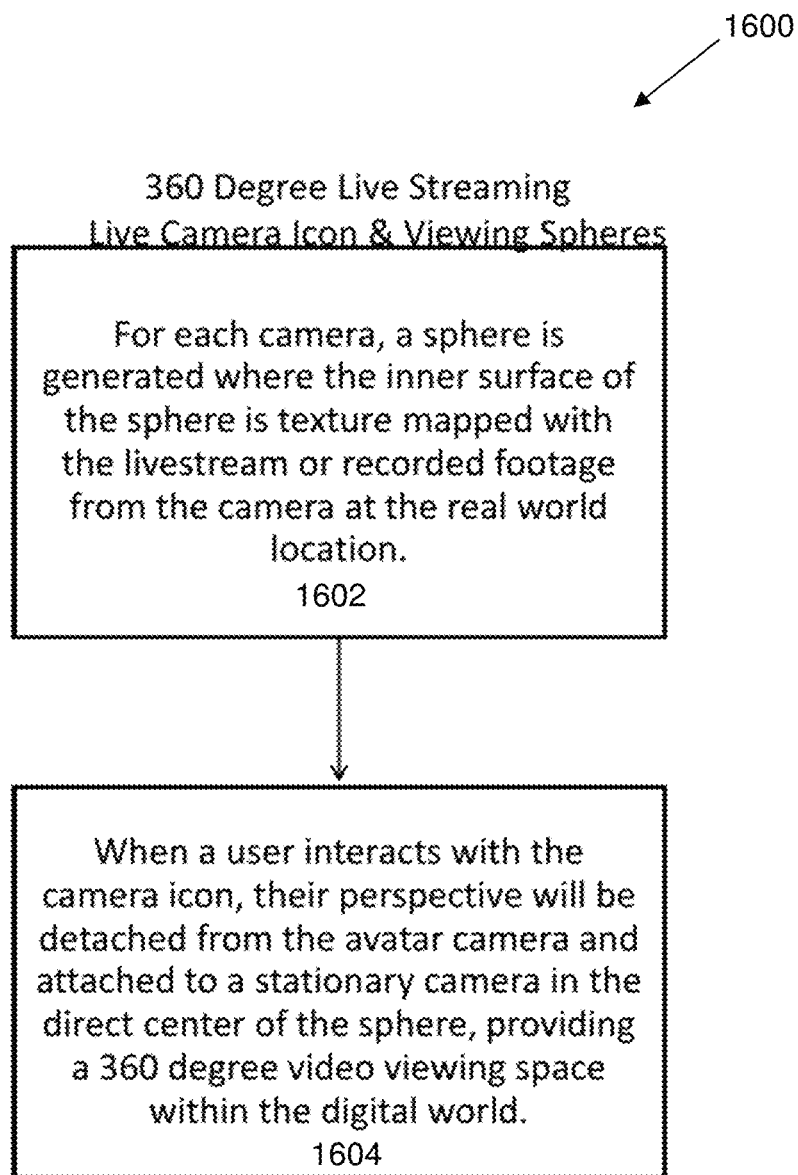 1600
360 Degree Live Streaming
Live Camera Icon & Viewing Spheres
For each camera, a sphere is
generated where the inner surface of
the sphere is texture mapped with
the livestream or recorded footage
from the camera at the real world
location.
1602
When a user interacts with the
camera icon, their perspective will be
detached from the avatar camera and
attached to a stationary camera in the
direct center of the sphere, providing
a 360 degree video viewing space
within the digital world.
1604